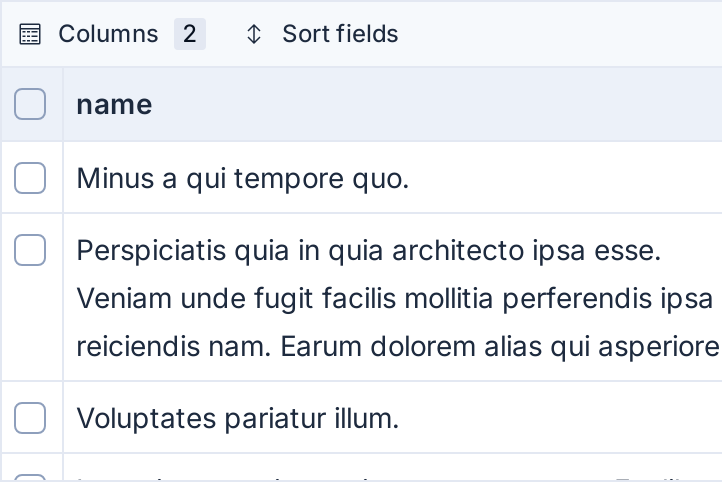 Columns 2 Sort fields
name
Minus a qui tempore quo.
Perspiciatis quia in quia architecto ipsa esse.
Veniam unde fugit facilis mollitia perferendis ipsa
reiciendis nam. Earum dolorem alias qui asperiore
Voluptates pariatur illum.